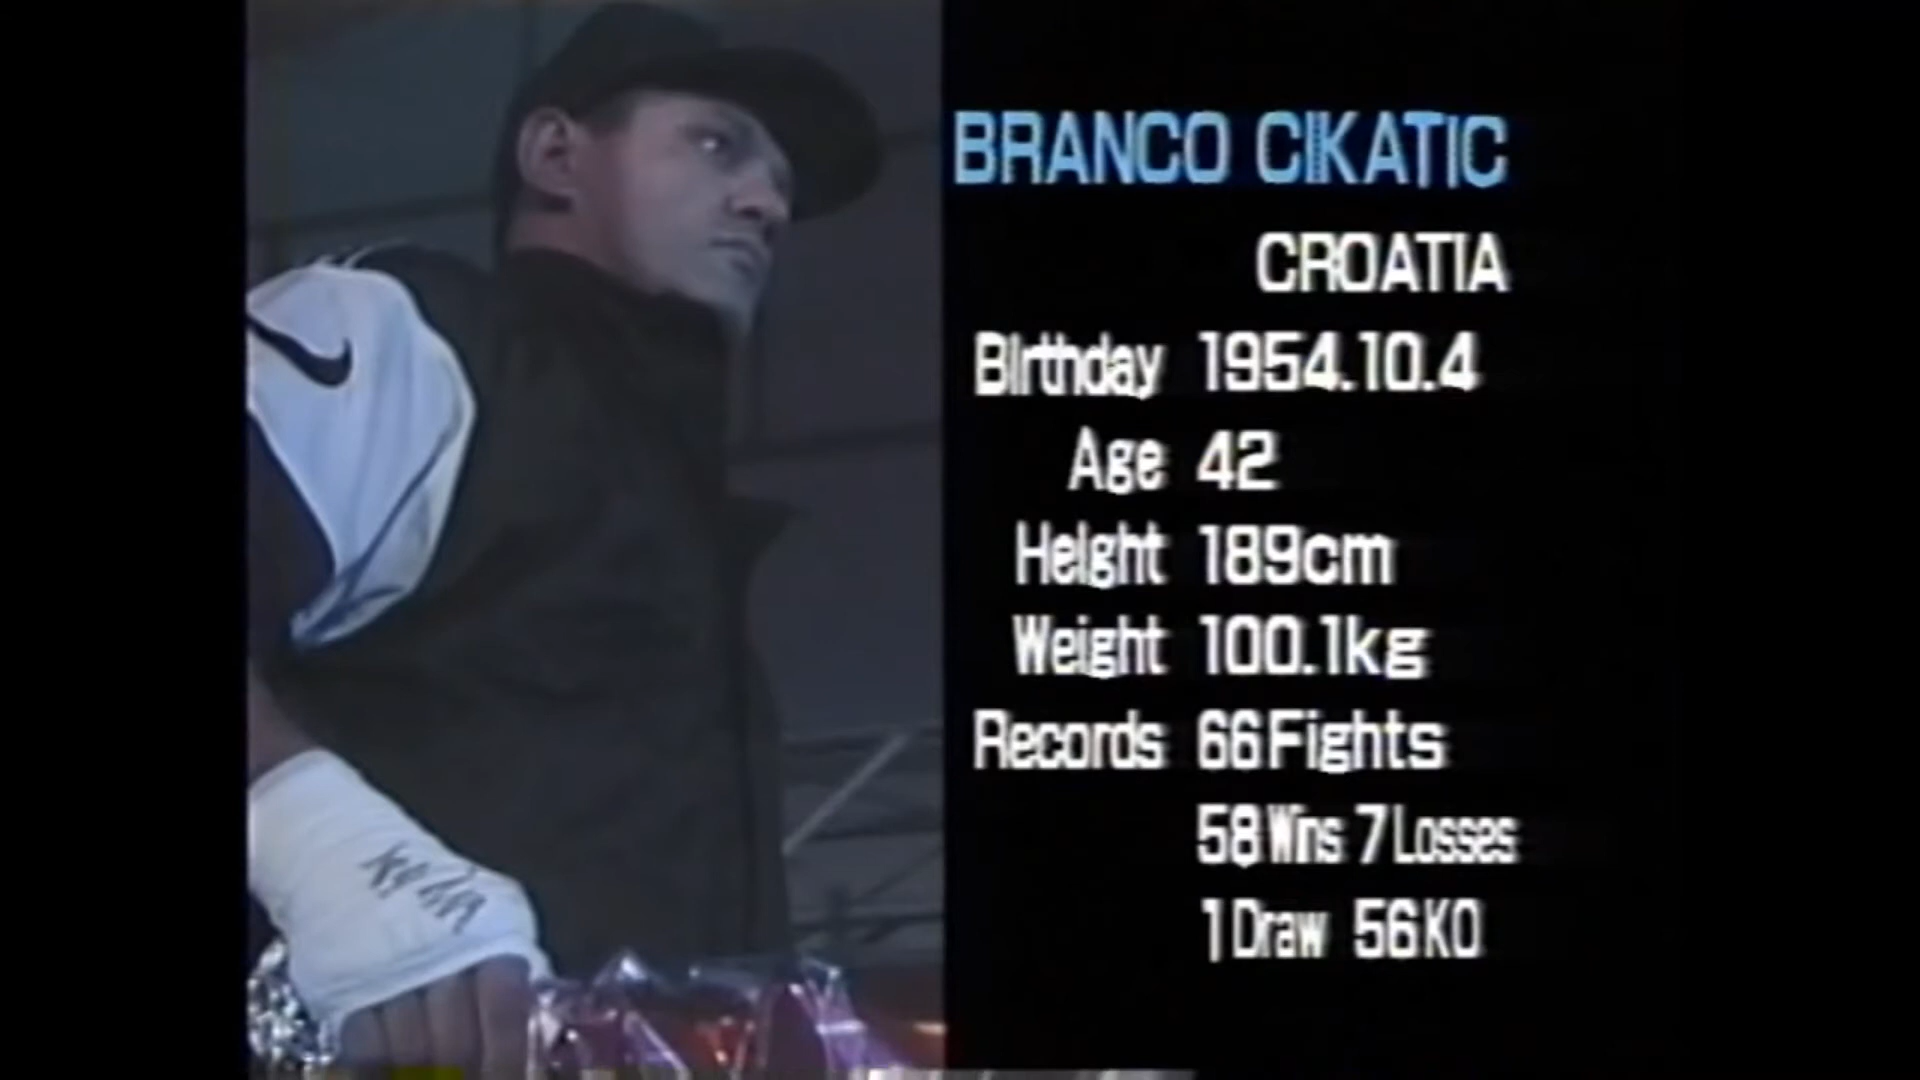 BRANCO CIKATIC
CROATIA
Birthday 1954.10.4
Age 42
Height 189cm
Weight 100.1kg
Records 66Fights
58Wins 7Losses
1Draw 56KO